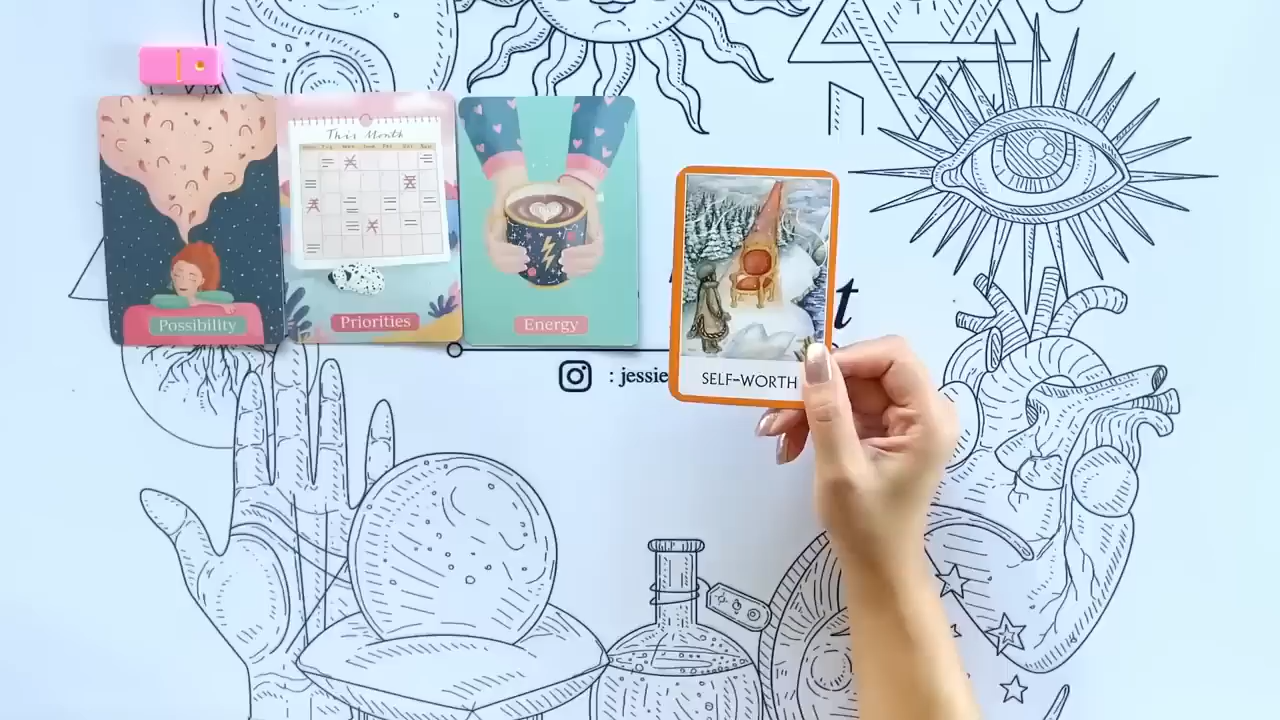 This Month
Possibility
Priorities
Energy
SELF-WORTH
t
: jessie